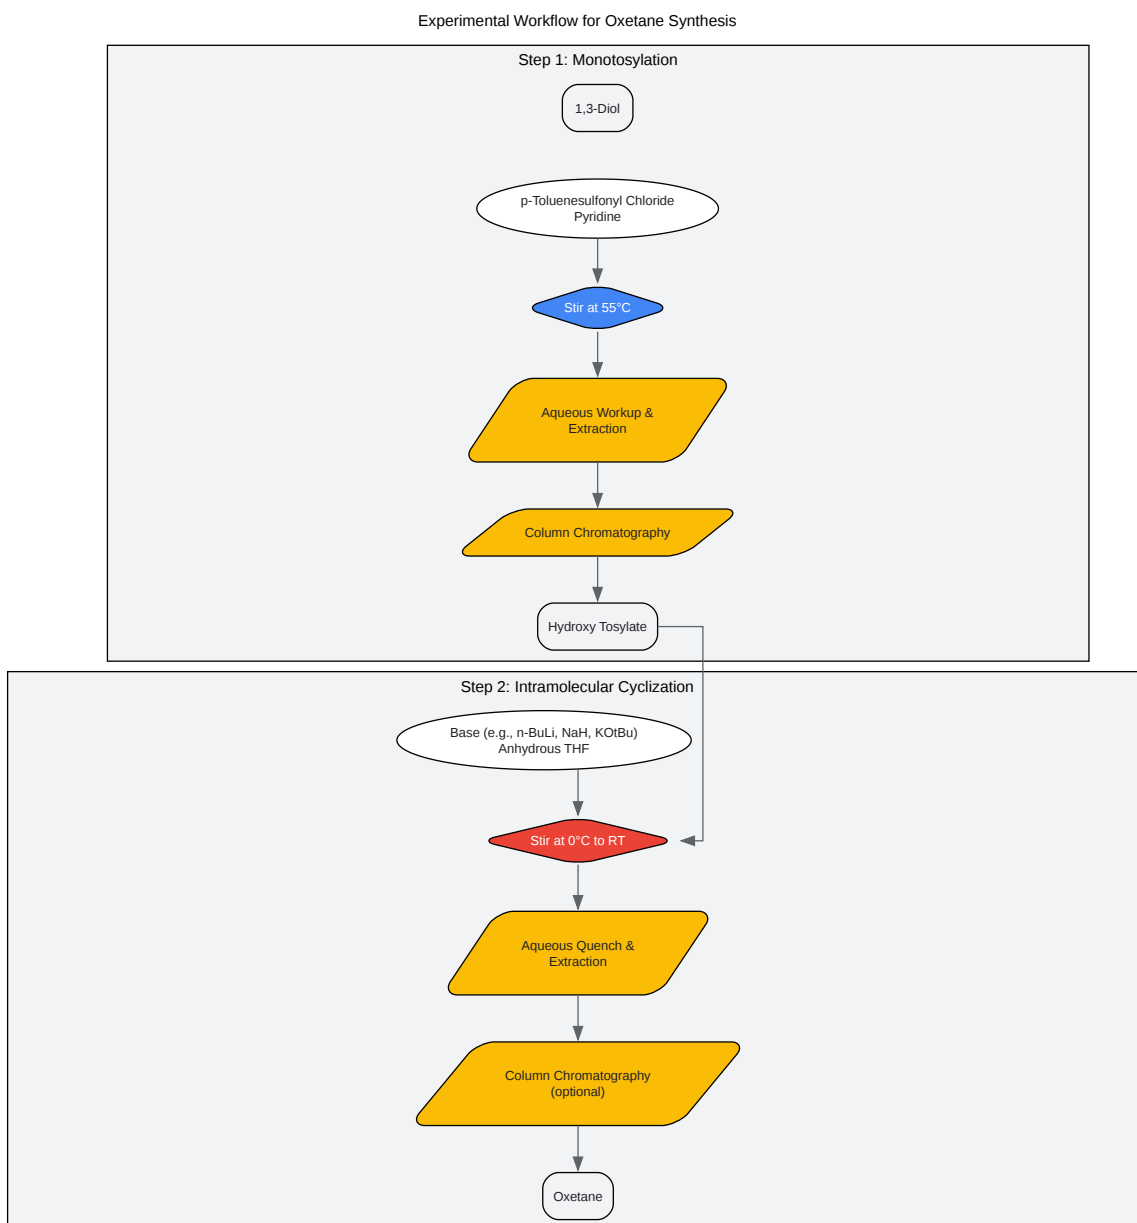 Experimental Workflow for Oxetane Synthesis
Step 1: Monotosylation
1,3-Diol
p-Toluenesulfonyl Chloride
Pyridine
Stir at 55°C
Aqueous Workup &
Extraction
Column Chromatography
Hydroxy Tosylate
Step 2: Intramolecular Cyclization
Base (e.g., n-BuLi, NaH, KOtBu)
Anhydrous THF
Stir at 0°C to RT
Aqueous Quench &
Extraction
Column Chromatography
(optional)
Oxetane